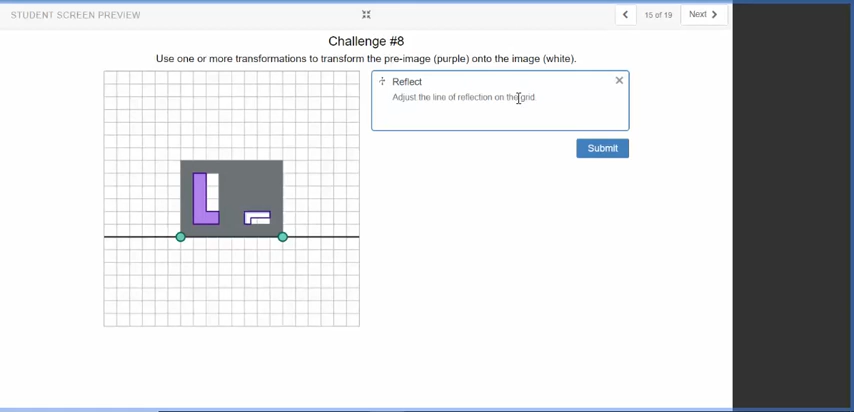 STUDENT SCREEN PREVIEW
15 of 19
Next
Challenge #8
Use one or more transformations to transform the pre-image (purple) onto the image (white).
Reflect
Adjust the line of reflection on the grid
Submit